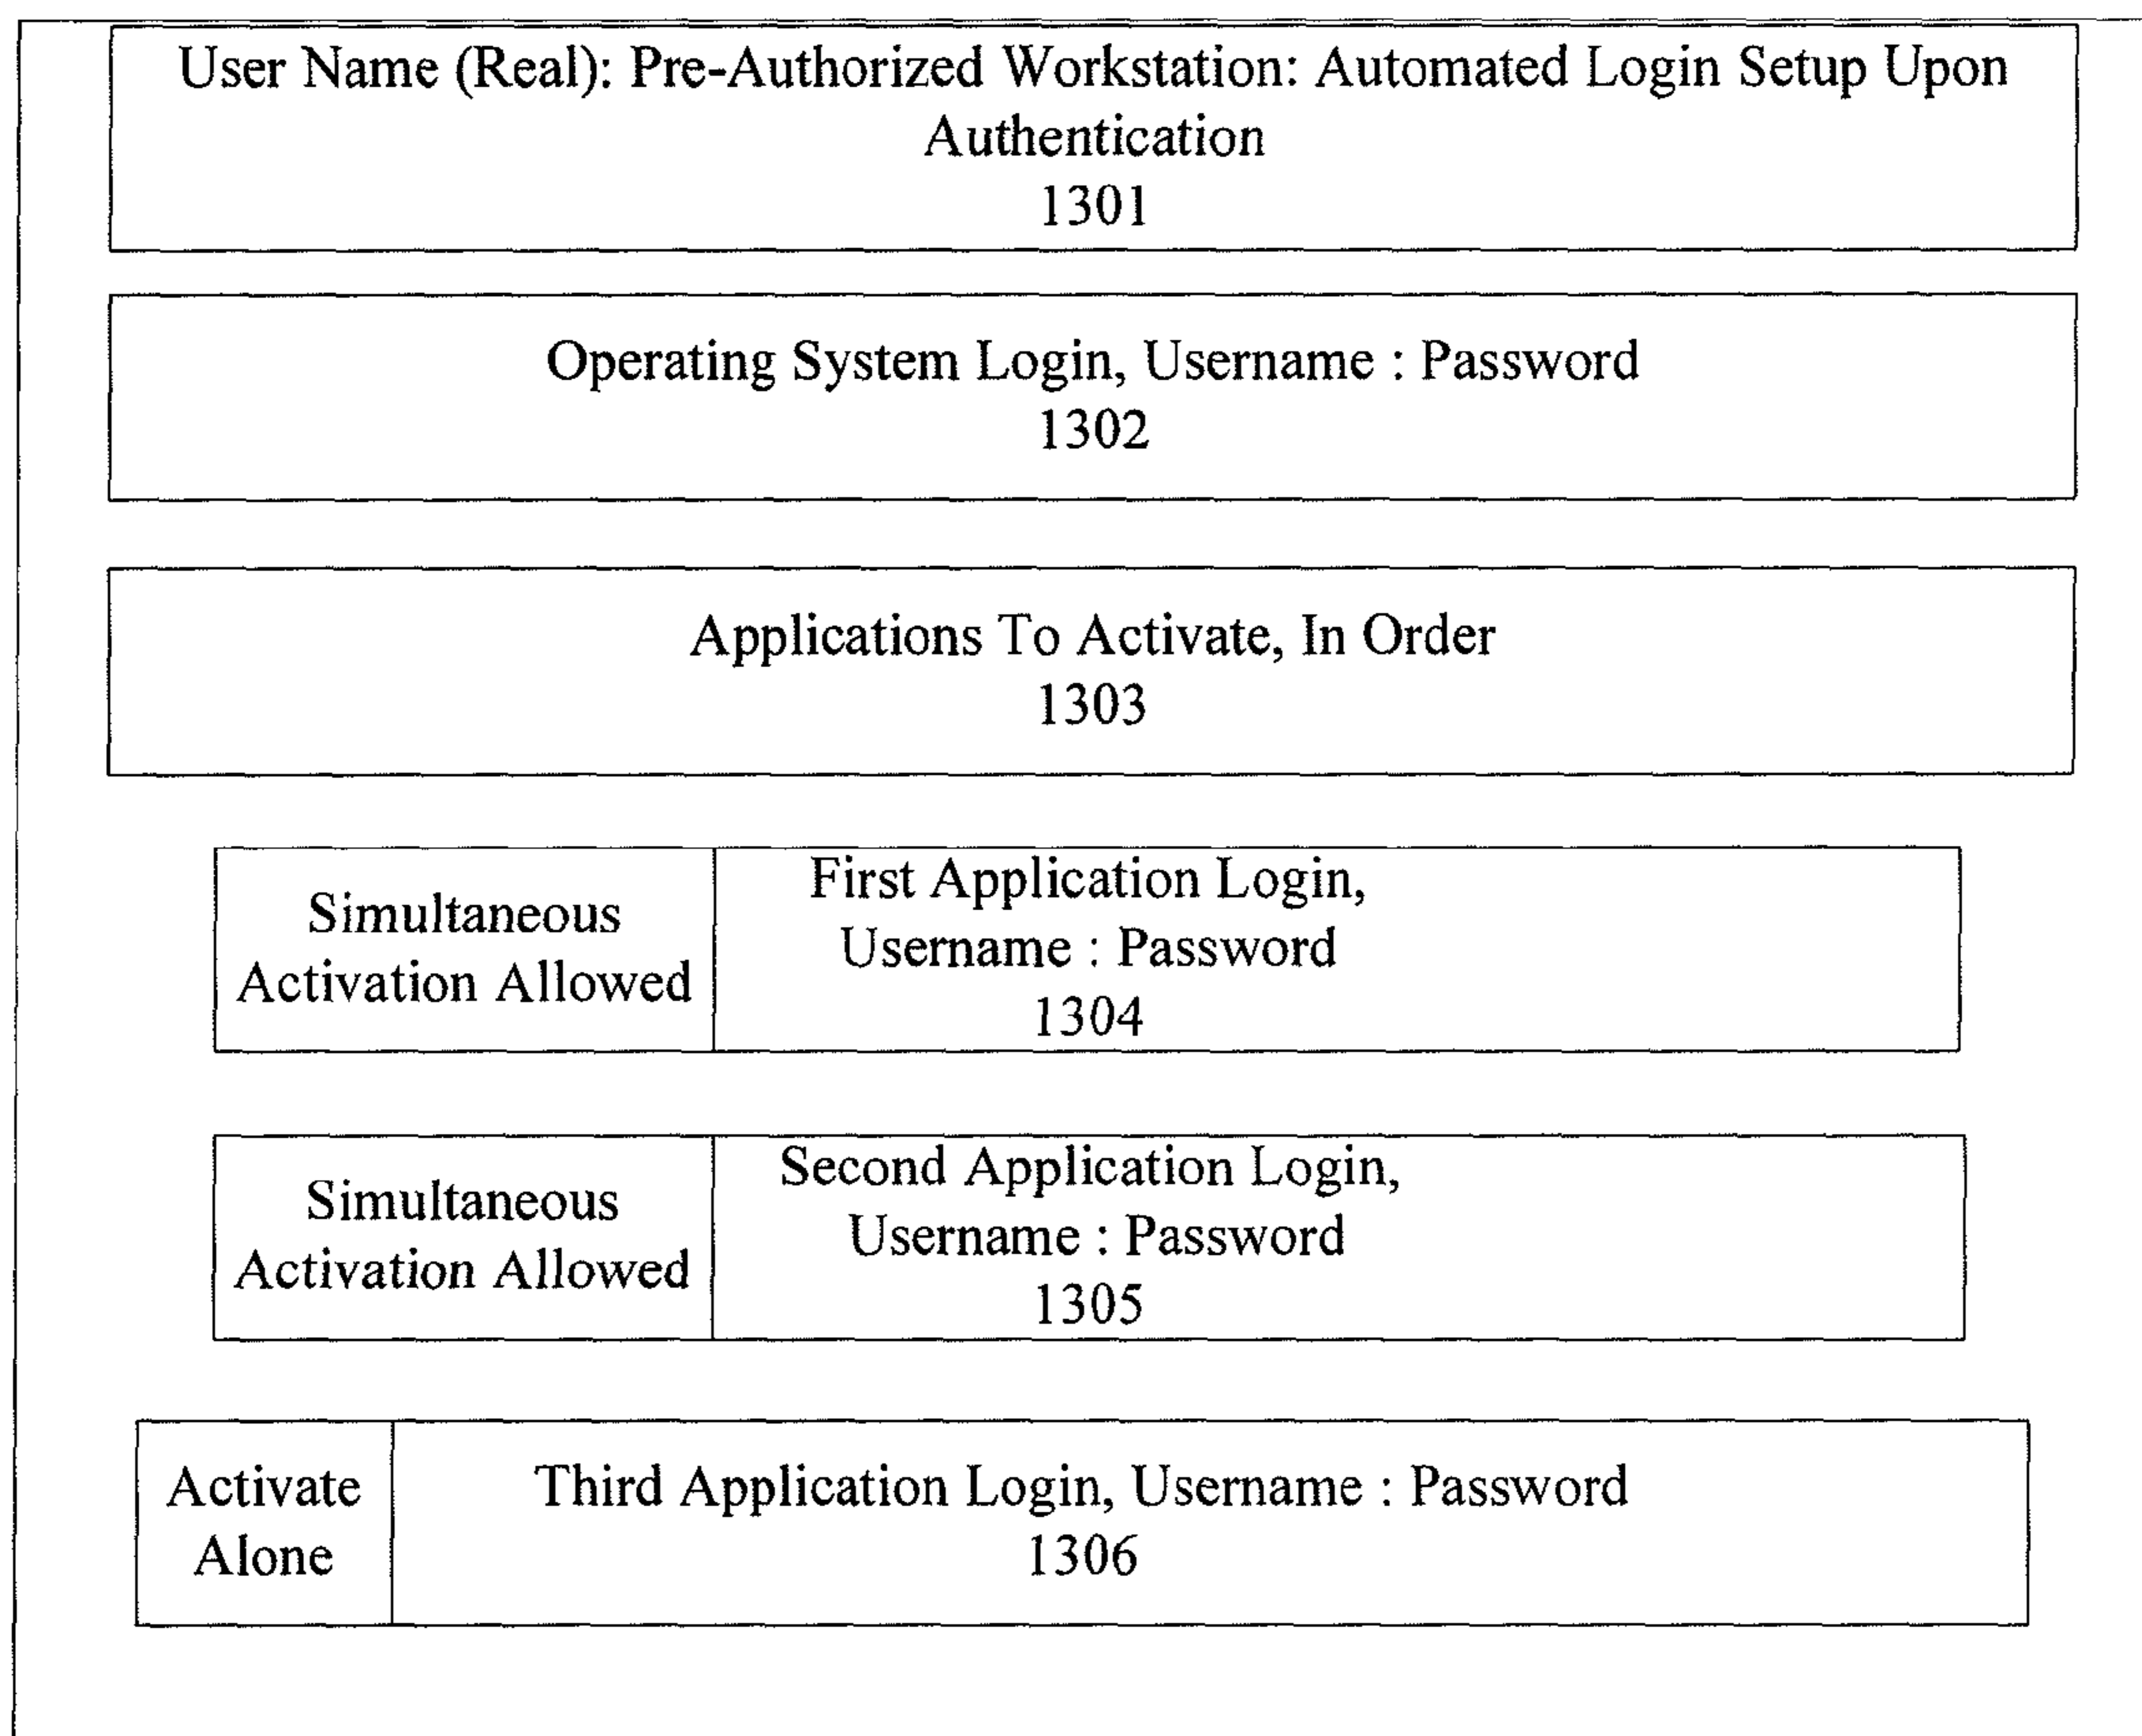 User Name (Real): Pre-Authorized Workstation: Automated Login Setup Upon
Authentication
1301
Operating System Login, Username : Password
1302
Applications To Activate, In Order
1303
Simultaneous
Activation Allowed
First Application Login,
Username : Password
1304
Simultaneous
Activation Allowed
Second Application Login,
Username : Password
1305
Activate
Alone
Third Application Login, Username : Password
1306